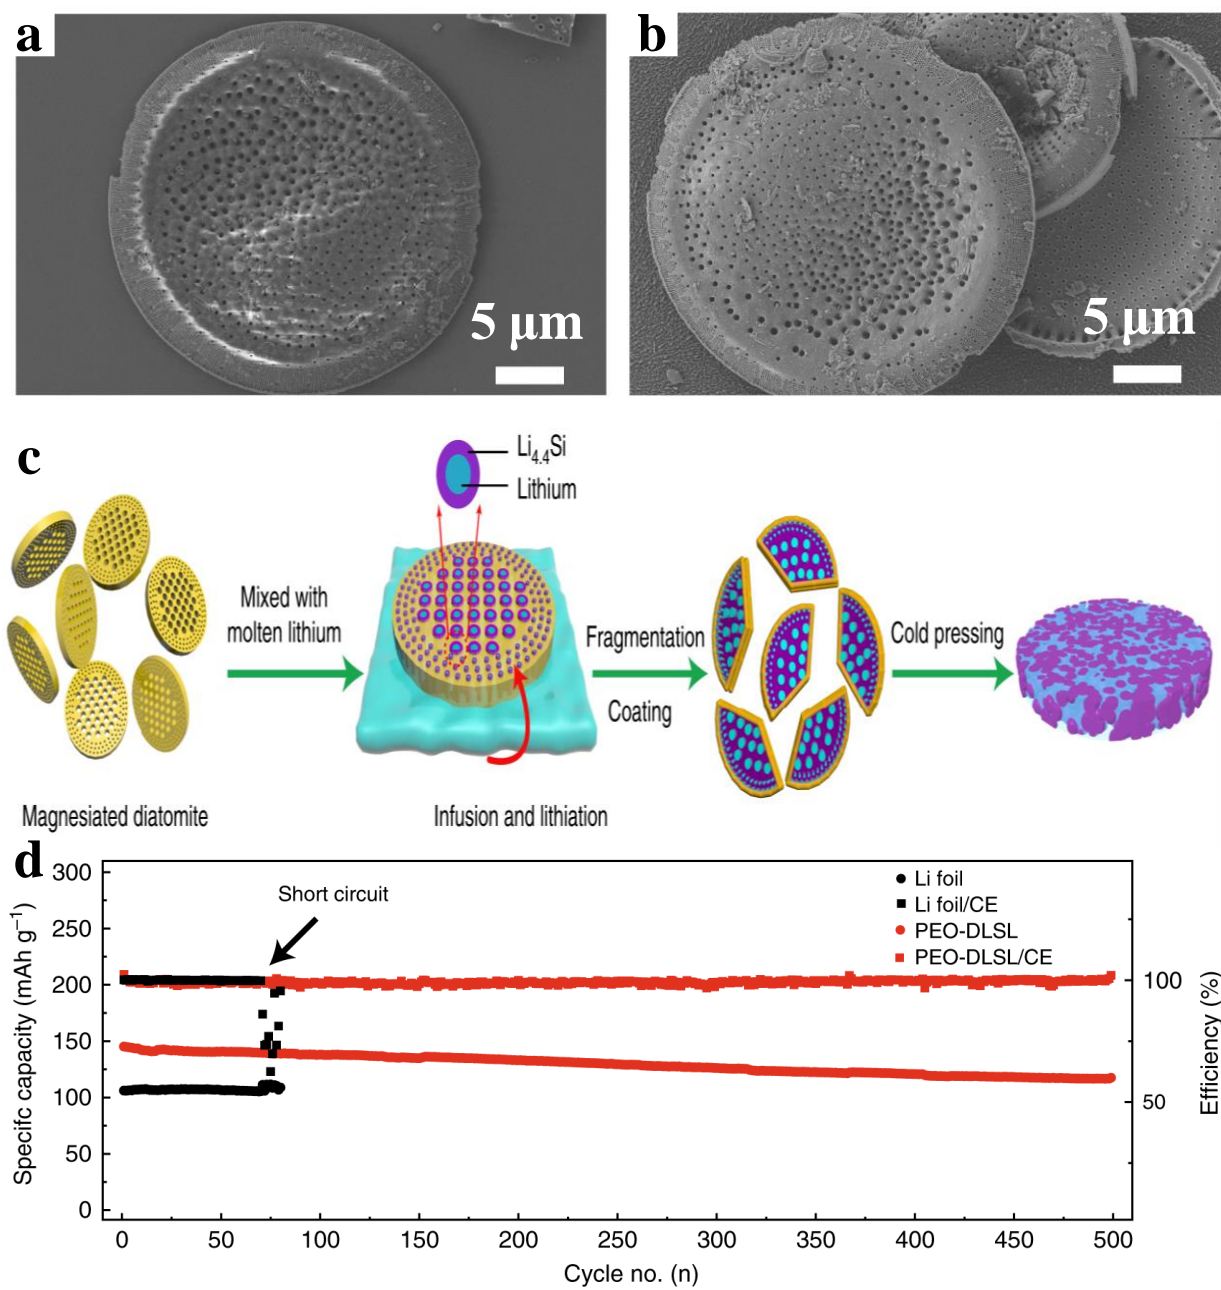 a
5 μm
b
5 μm
c
Li4.4Si
Lithium
Mixed with
molten lithium
Fragmentation
Coating
Cold pressing
Magnesiated diatomite
Infusion and lithiation
d
Short circuit
Li foil
Li foil/CE
PEO-DLSL
PEO-DLSL/CE
300
250
200
150
100
50
0
Specifc capacity (mAh g⁻¹)
100
50
Efficiency (%)
0 50 100 150 200 250 300 350 400 450 500
Cycle no. (n)